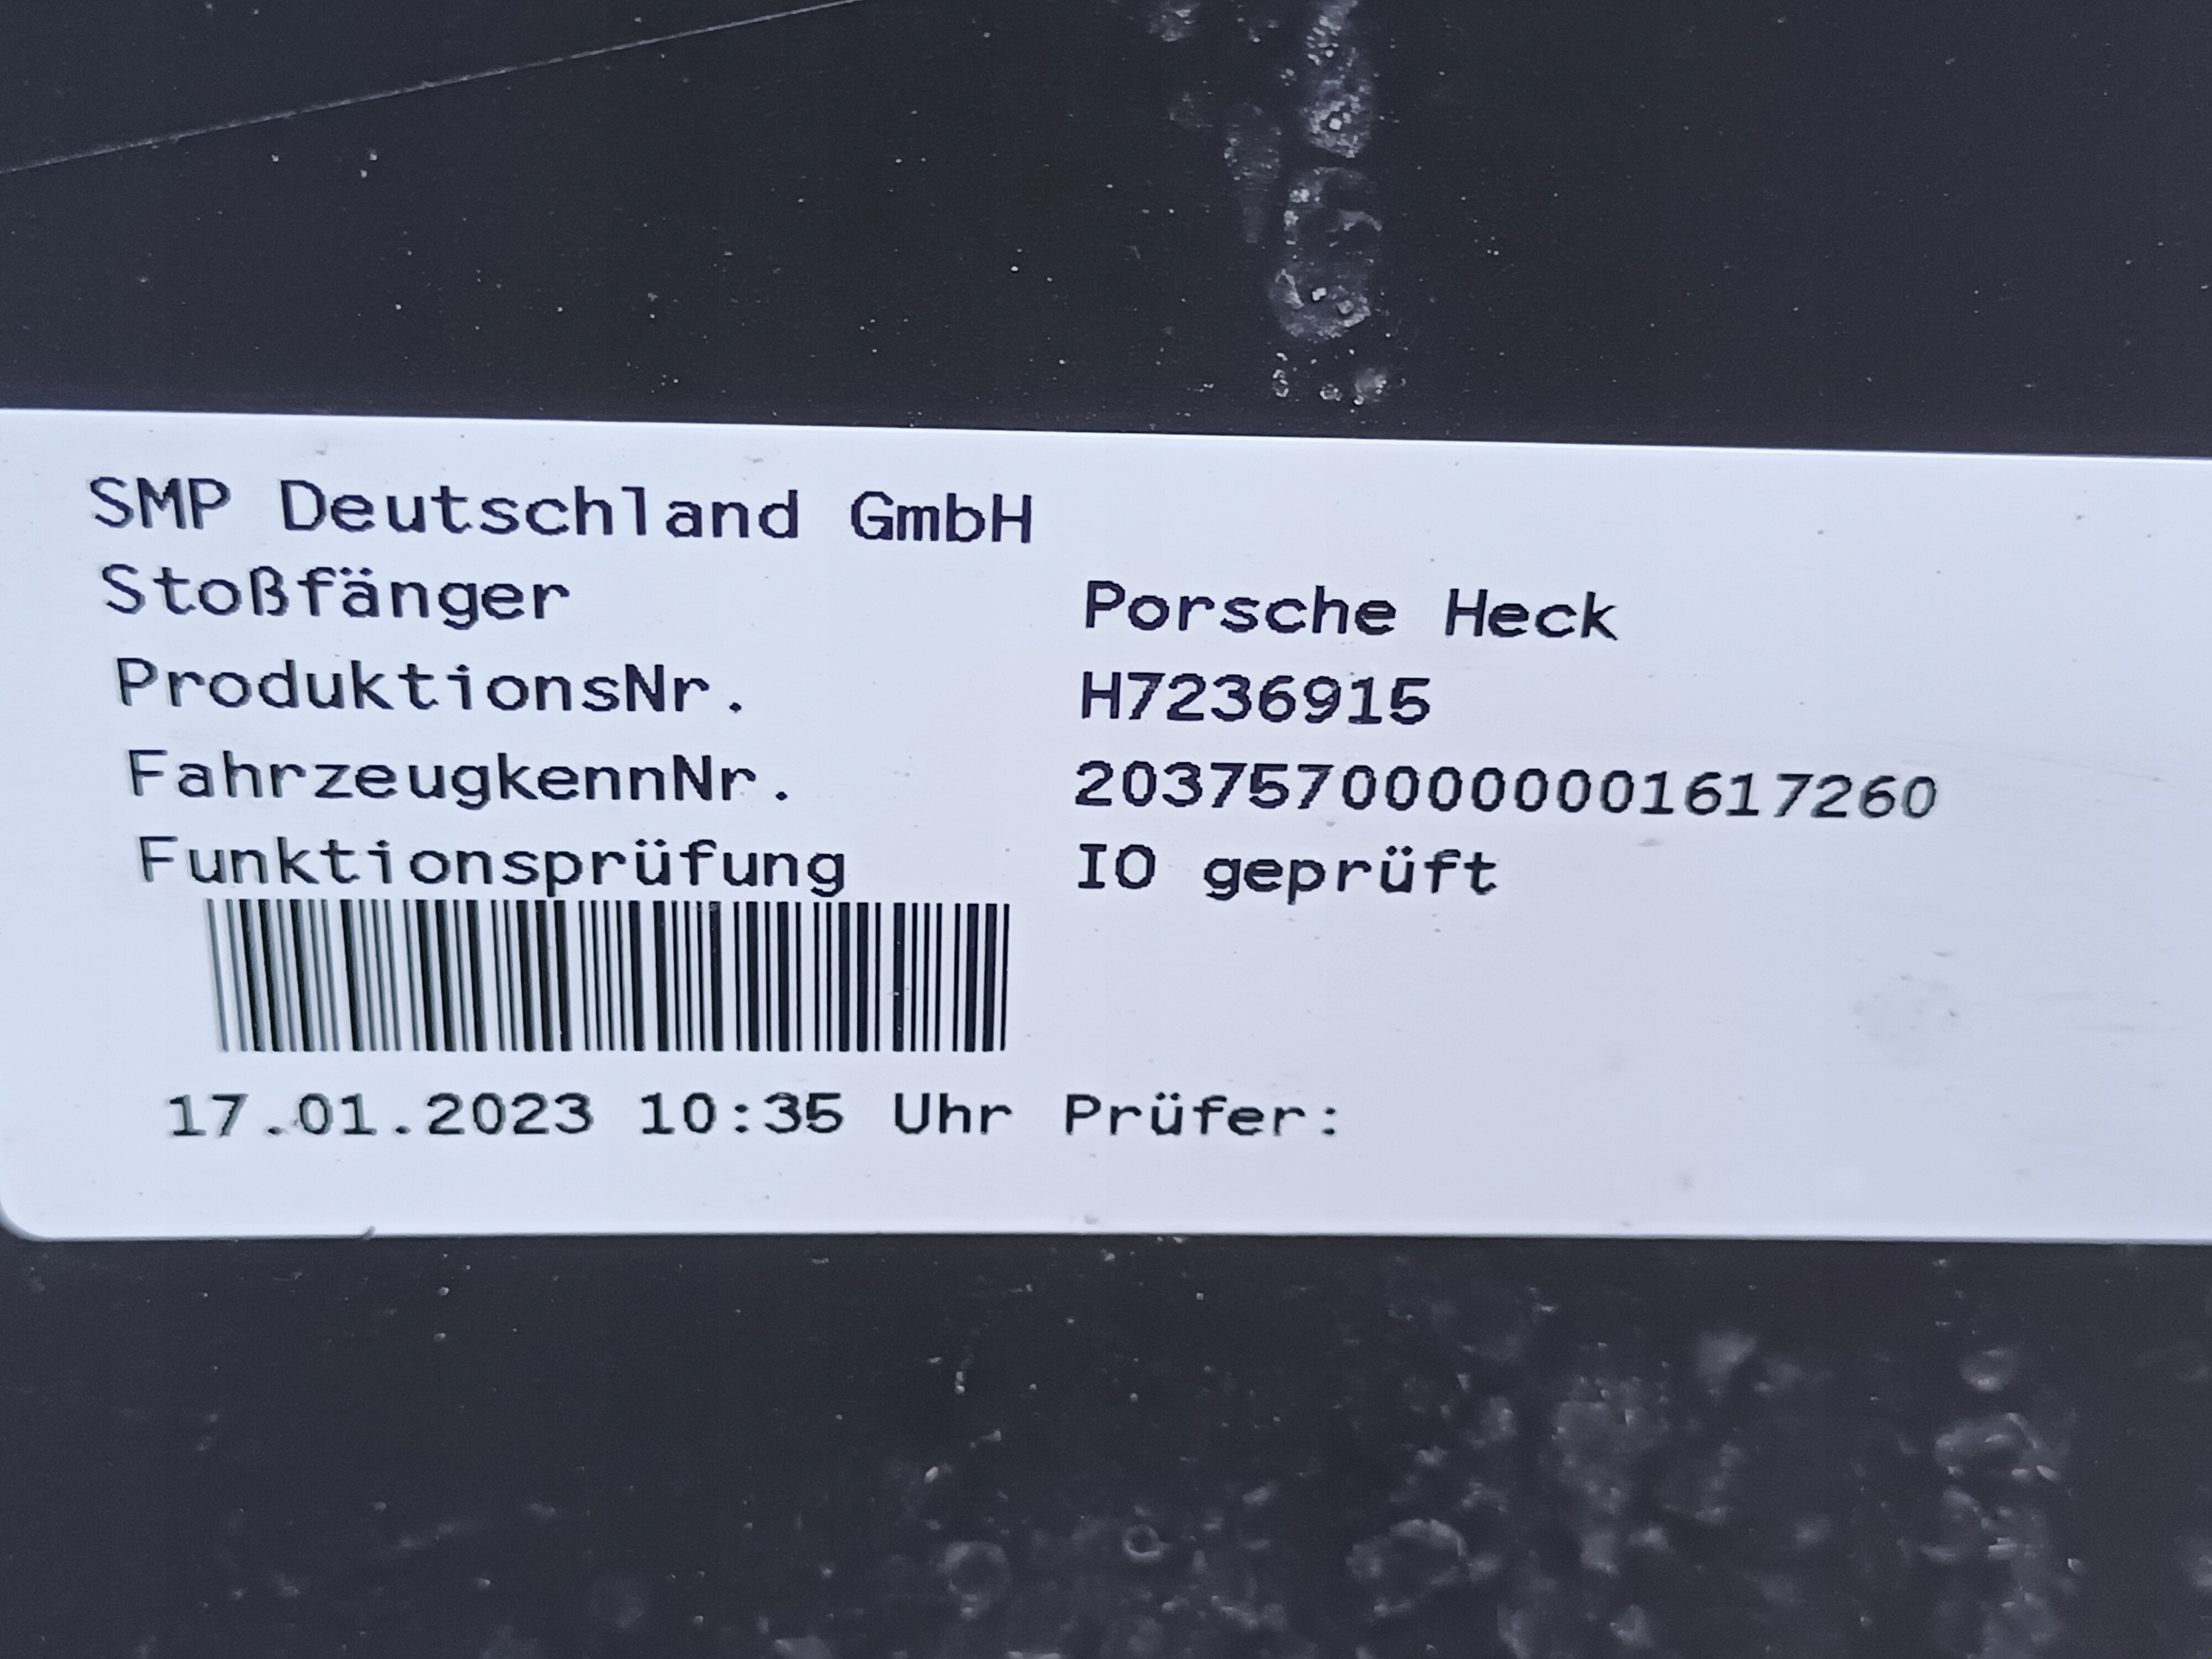 SMP Deutschland GmbH
Stoßfänger Porsche Heck
ProduktionsNr. H7236915
FahrzeugkennNr. 2037570000001617260
Funktionsprüfung IO geprüft
17.01.2023 10:35 Uhr Prüfer: